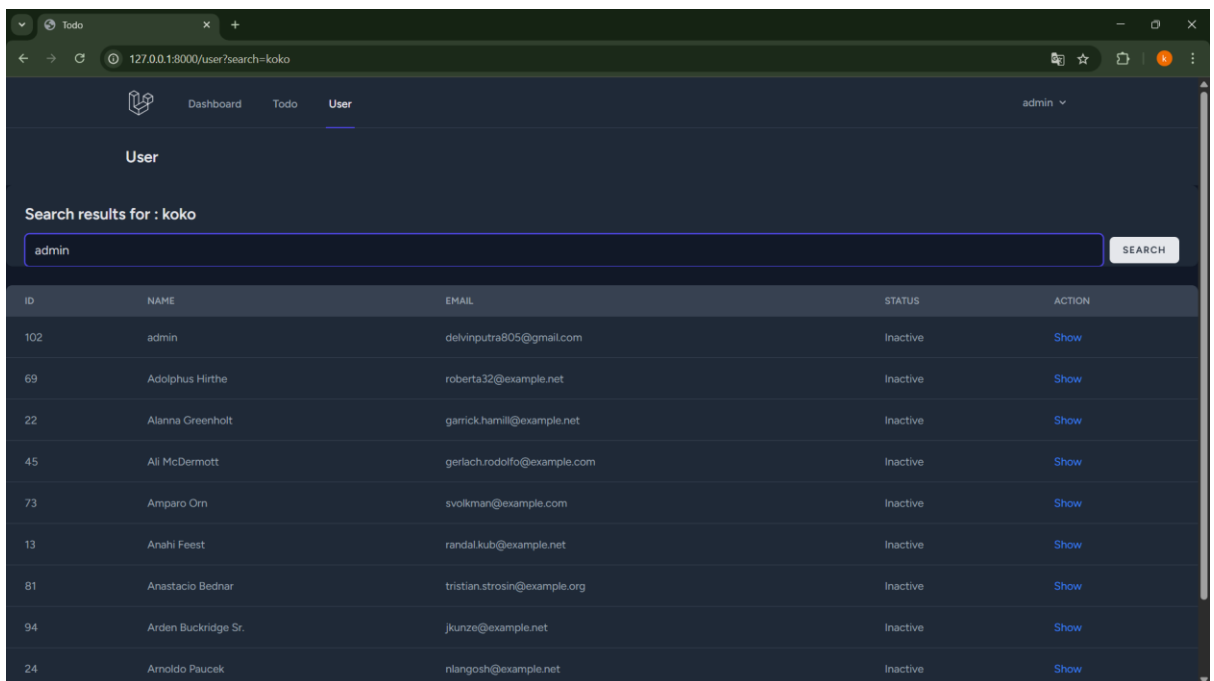 Todo
127.0.0.1:8000/user?search=koko
k
Dashboard Todo User admin
User
Search results for : koko
admin SEARCH
ID NAME EMAIL STATUS ACTION
102 admin delvinputra805@gmail.com Inactive Show
69 Adolphus Hirthe roberta32@example.net Inactive Show
22 Alanna Greenholt garrick.hamill@example.net Inactive Show
45 Ali McDermott gerlach.rodolfo@example.com Inactive Show
73 Amparo Orn svolkman@example.com Inactive Show
13 Anahi Feest randal.kub@example.net Inactive Show
81 Anastacio Bednar tristian.strosin@example.org Inactive Show
94 Arden Buckridge Sr. jkunze@example.net Inactive Show
24 Arnoldo Paucek nlangosh@example.net Inactive Show